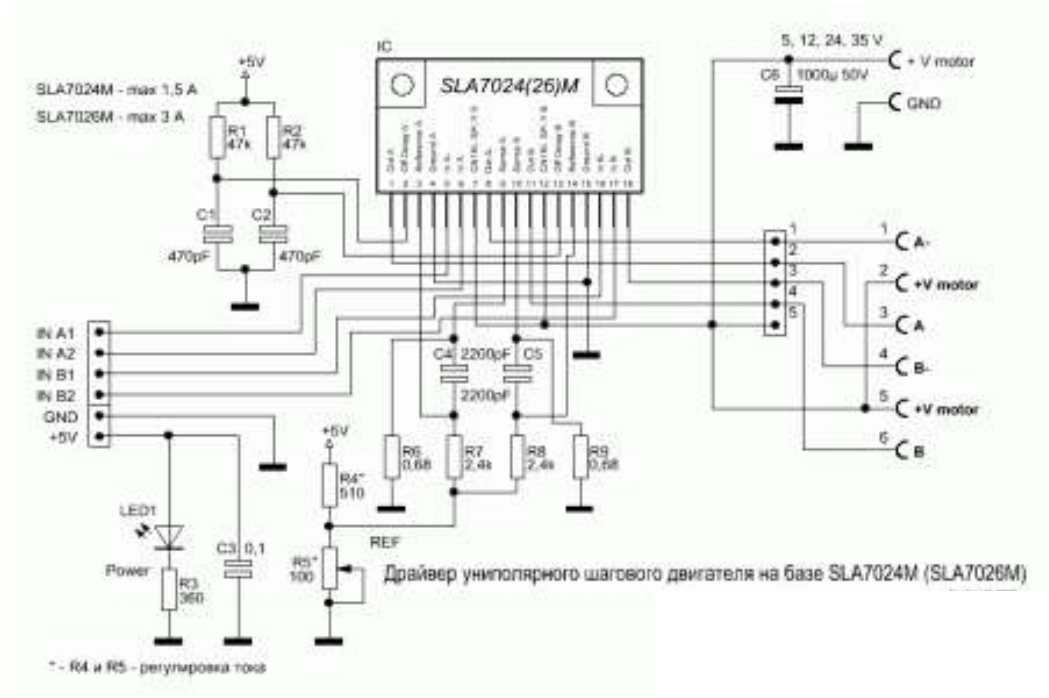 IC
SLA7024(26)M
+5V
SLA7024M - max 1,5 A
SLA7026M - max 3 A
R1
47k
R2
47k
C1
470pF
C2
470pF
5, 12, 24, 35 V
C6
1000µ 50V
+ V motor
GND
1
2
3
4
5
1
A-
2
+V motor
3
A
4
B-
5
+V motor
6
B
IN A1
IN A2
IN B1
IN B2
GND
+5V
C4
2200pF
C5
2200pF
+5V
R4*
510
R6
0,68
R7
2,4k
R8
2,4k
R9
0,68
REF
R5*
100
LED1
Power
R3
360
C3
0,1
Драйвер униполярного шагового двигателя на базе SLA7024M (SLA7026M)
* - R4 и R5 - регулировка тока